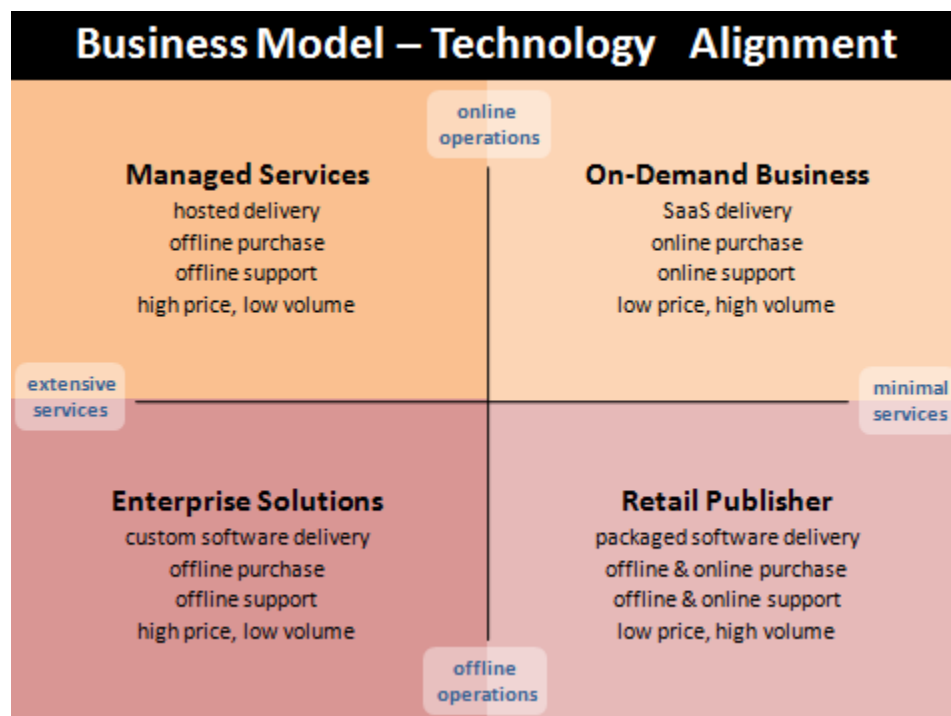 Business Model – Technology Alignment
online
operations
Managed Services
hosted delivery
offline purchase
offline support
high price, low volume
On-Demand Business
SaaS delivery
online purchase
online support
low price, high volume
extensive
services
minimal
services
Enterprise Solutions
custom software delivery
offline purchase
offline support
high price, low volume
Retail Publisher
packaged software delivery
offline & online purchase
offline & online support
low price, high volume
offline
operations